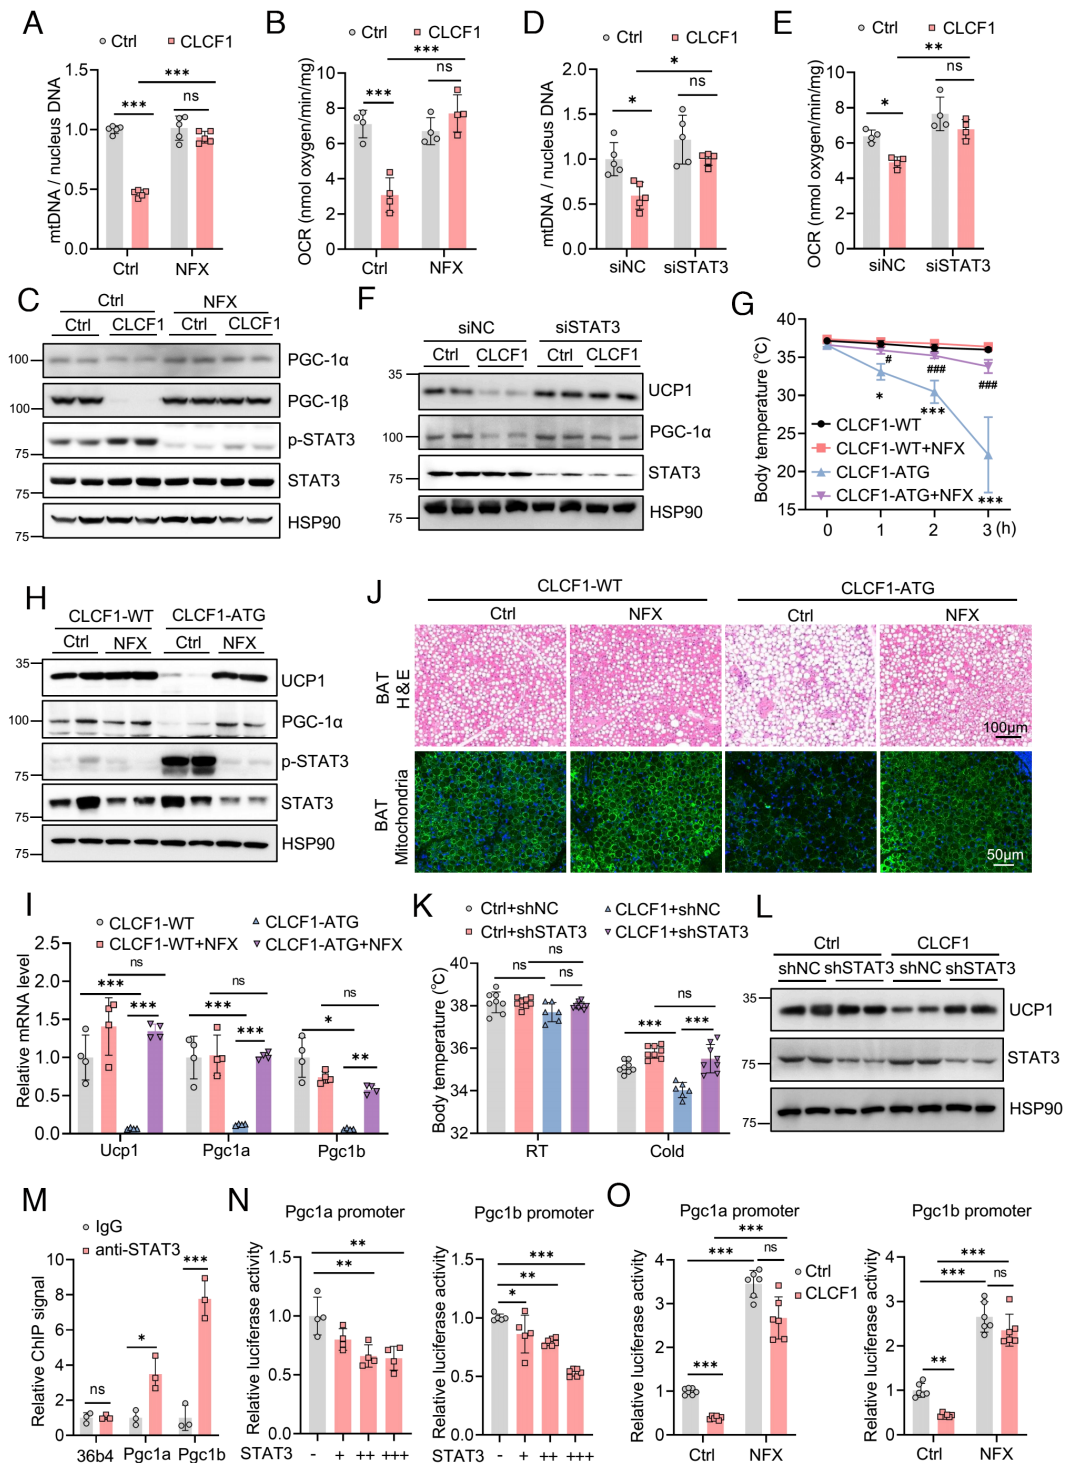 A
Ctrl CLCF1
mtDNA / nucleus DNA
1.5
1.0
0.5
0.0
***
***
ns
Ctrl NFX
B
Ctrl CLCF1
OCR (nmol oxygen/min/mg)
10
8
6
4
2
0
***
***
ns
Ctrl NFX
D
Ctrl CLCF1
mtDNA / nucleus DNA
2.0
1.5
1.0
0.5
0.0
*
*
ns
siNC siSTAT3
E
Ctrl CLCF1
OCR (nmol oxygen/min/mg)
10
8
6
4
2
0
**
*
ns
siNC siSTAT3
C
Ctrl NFX
Ctrl CLCF1 Ctrl CLCF1
100 PGC-1α
100 PGC-1β
75 p-STAT3
75 STAT3
75 HSP90
F
siNC siSTAT3
Ctrl CLCF1 Ctrl CLCF1
35 UCP1
100 PGC-1α
75 STAT3
75 HSP90
G
Body temperature (°C)
40
35
30
25
20
15
#
###
###
*
***
***
CLCF1-WT
CLCF1-WT+NFX
CLCF1-ATG
CLCF1-ATG+NFX
0 1 2 3 (h)
H
CLCF1-WT CLCF1-ATG
Ctrl NFX Ctrl NFX
35 UCP1
100 PGC-1α
75 p-STAT3
75 STAT3
75 HSP90
J
CLCF1-WT CLCF1-ATG
Ctrl NFX Ctrl NFX
BAT
H&E
100μm
BAT
Mitochondria
50μm
I
CLCF1-WT CLCF1-ATG
CLCF1-WT+NFX CLCF1-ATG+NFX
Relative mRNA level
2.5
2.0
1.5
1.0
0.5
0.0
ns
***
***
ns
***
***
ns
*
**
Ucp1 Pgc1a Pgc1b
K
Ctrl+shNC CLCF1+shNC
Ctrl+shSTAT3 CLCF1+shSTAT3
Body temperature (°C)
40
38
36
34
32
ns
ns
ns
ns
***
***
RT Cold
L
Ctrl CLCF1
shNC shSTAT3 shNC shSTAT3
35 UCP1
75 STAT3
75 HSP90
M
IgG
anti-STAT3
Relative ChIP signal
10
8
6
4
2
0
ns
*
***
36b4 Pgc1a Pgc1b
N
Pgc1a promoter
Relative luciferase activity
1.5
1.0
0.5
0.0
**
**
STAT3 - + ++ +++
Pgc1b promoter
Relative luciferase activity
1.5
1.0
0.5
0.0
***
**
*
- + ++ +++
O
Pgc1a promoter
Relative luciferase activity
4
3
2
1
0
***
***
ns
***
Ctrl
CLCF1
Ctrl NFX
Pgc1b promoter
Relative luciferase activity
4
3
2
1
0
***
***
ns
**
Ctrl NFX